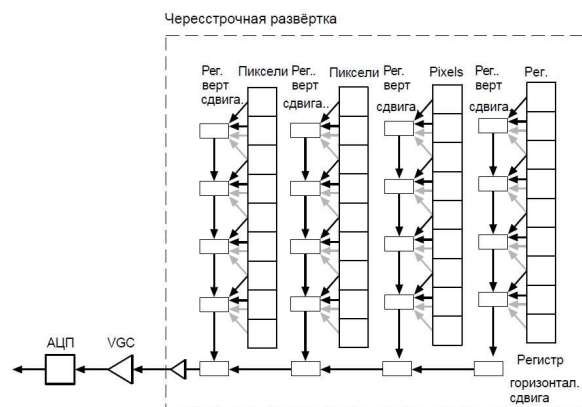 Чересстрочная развёртка
Рег. верт сдвига.
Пиксели
Рег.. верт сдвига..
Пиксели
Рег. верт сдвига.
Pixels
Рег.. верт сдвига.
Рег.
АЦП
VGC
Регистр
горизонтал.
сдвига